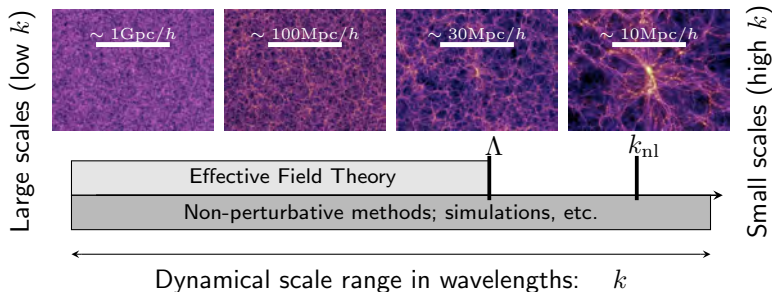 Large scales (low k)
∼ 1Gpc/h
∼ 100Mpc/h
∼ 30Mpc/h
∼ 10Mpc/h
Small scales (high k)
Λ
k_nl
Effective Field Theory
Non-perturbative methods; simulations, etc.
Dynamical scale range in wavelengths: k